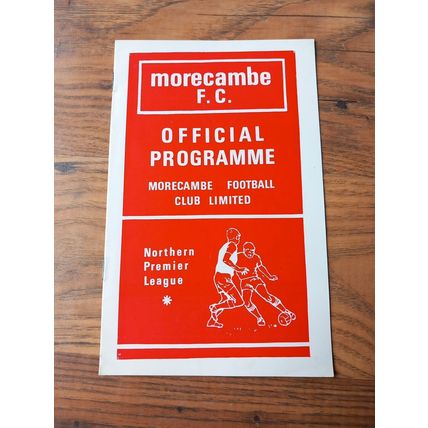 morecambe
F.C.
OFFICIAL
PROGRAMME
MORECAMBE FOOTBALL
CLUB LIMITED
Northern
Premier
League
*